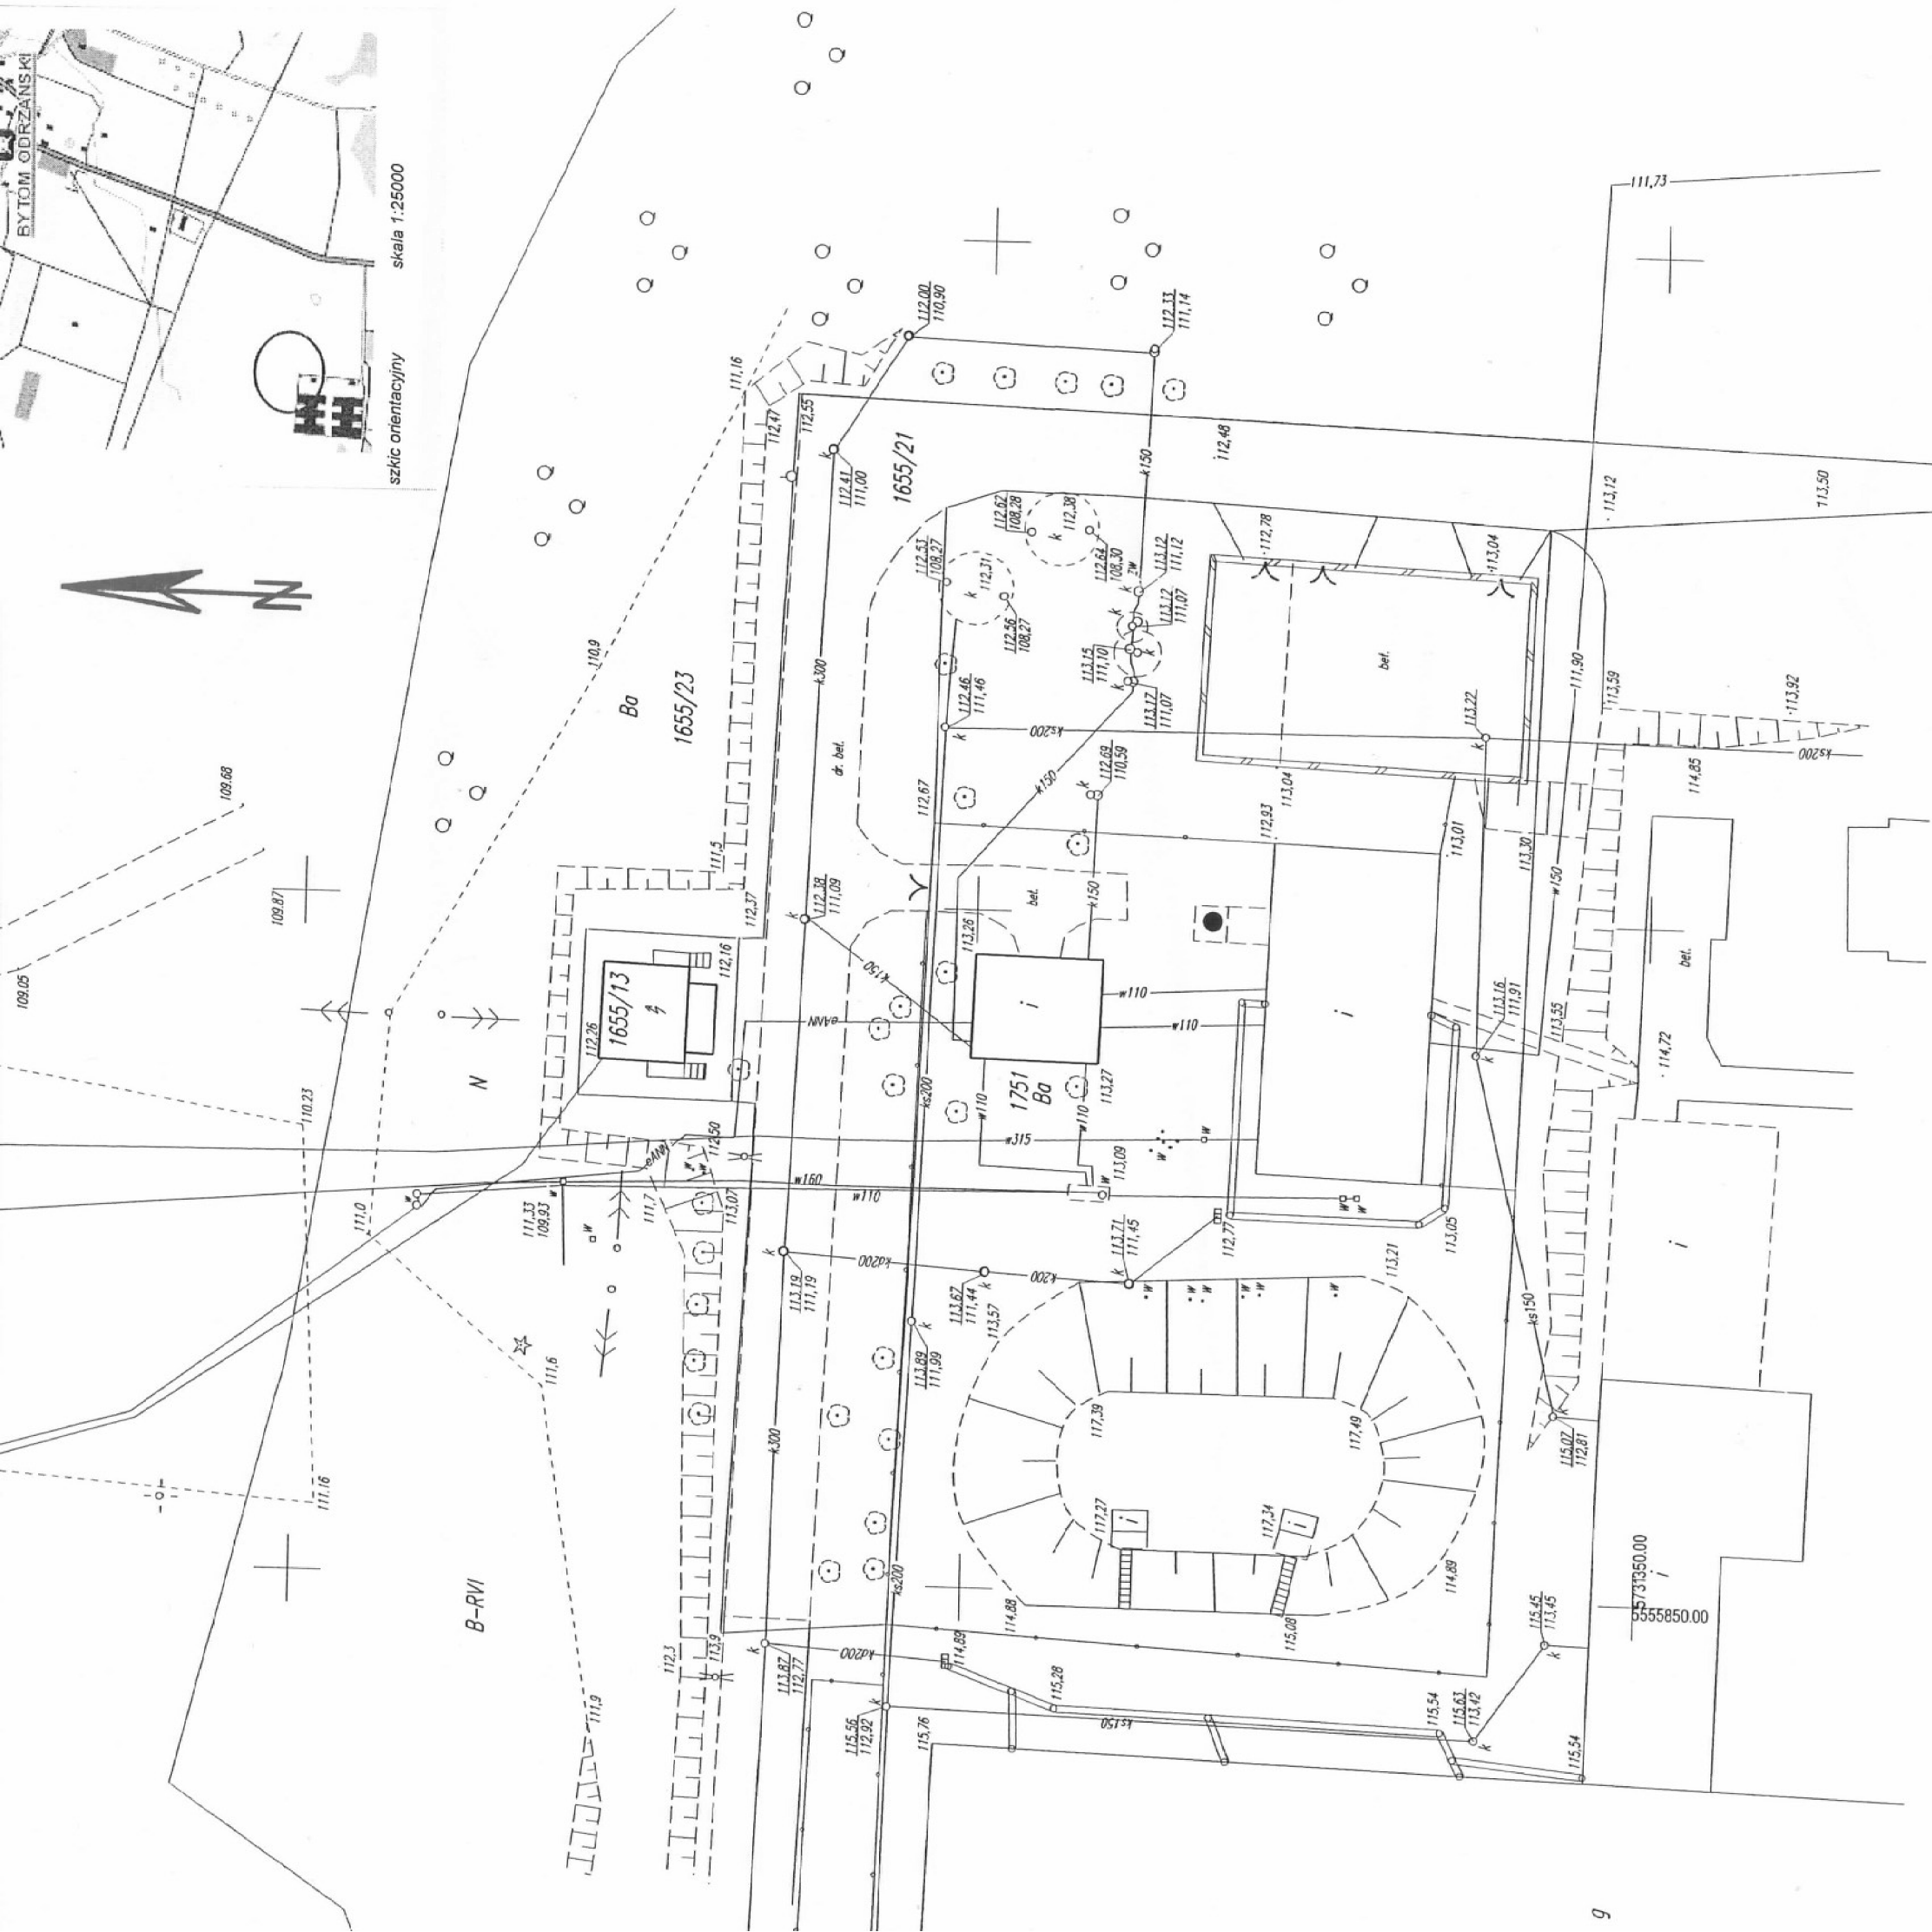 BYTOM ODRZAŃSKI
skala 1:25000
szkic orientacyjny
N
111,73
112,00
110,90
112,33
111,14
111,16
112,47
112,55
k
112,41
111,00
1655/21
k150
112,48
113,12
113,50
112,62
108,28
k
112,38
112,53
108,27
k
112,31
112,64
108,30
112,56
108,27
k
zw
113,12
111,12
k
113,12
111,07
113,15
111,10
k
k
113,17
111,07
112,78
113,04
110,9
Ba
1655/23
k300
dr. bet.
112,46
111,46
k
ks200
bet.
111,90
113,59
113,92
113,22
k
ks200
114,85
109,68
k150
k
112,69
110,59
112,67
113,04
112,93
113,01
113,30
w150
109,87
109,05
111,5
112,37
k
112,38
111,09
k150
113,26
bet.
k150
bet.
112,16
1655/13
112,26
eANN
i
w110
w110
i
113,16
111,91
k
113,55
114,72
N
110,23
ks200
w110
1751
Ba
w110
113,27
eANN
112,50
w315
w
w
113,09
w
w160
w110
w
w
111,33
109,93
w
111,7
113,07
111,0
w
w
w
w
112,77
113,05
113,21
i
k
113,19
111,19
kd200
113,67
111,44
k
113,57
k200
k
113,71
111,45
w
w
w
w
w
w
ks150
k
113,89
111,99
111,6
k300
117,39
117,49
k
115,07
112,81
111,16
117,27
i
117,34
i
114,89
B-RVI
ks200
114,88
115,08
5731350.00
5555850.00
i
115,45
113,45
k
112,3
113,9
k
113,87
112,77
kd200
114,89
111,9
k
115,56
112,92
115,76
115,28
ks150
115,54
115,63
113,42
k
115,54
g